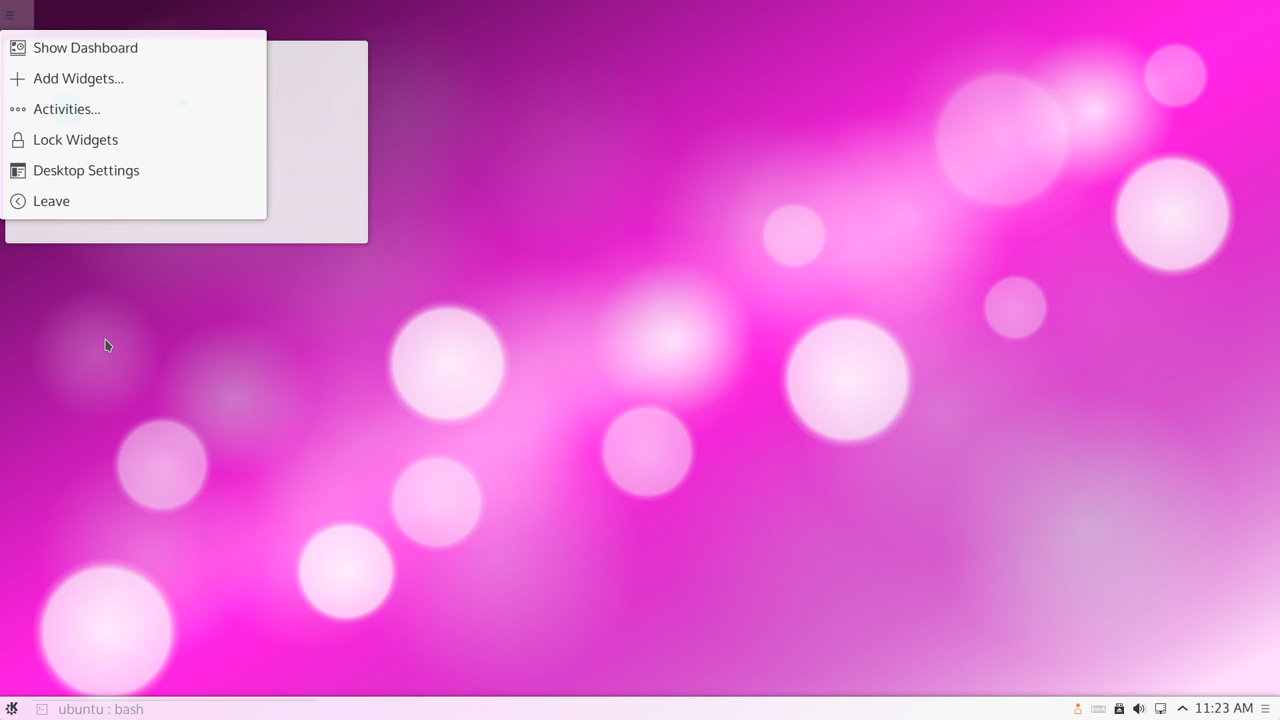 Show Dashboard
Add Widgets...
Activities...
Lock Widgets
Desktop Settings
Leave
ubuntu : bash
11:23 AM